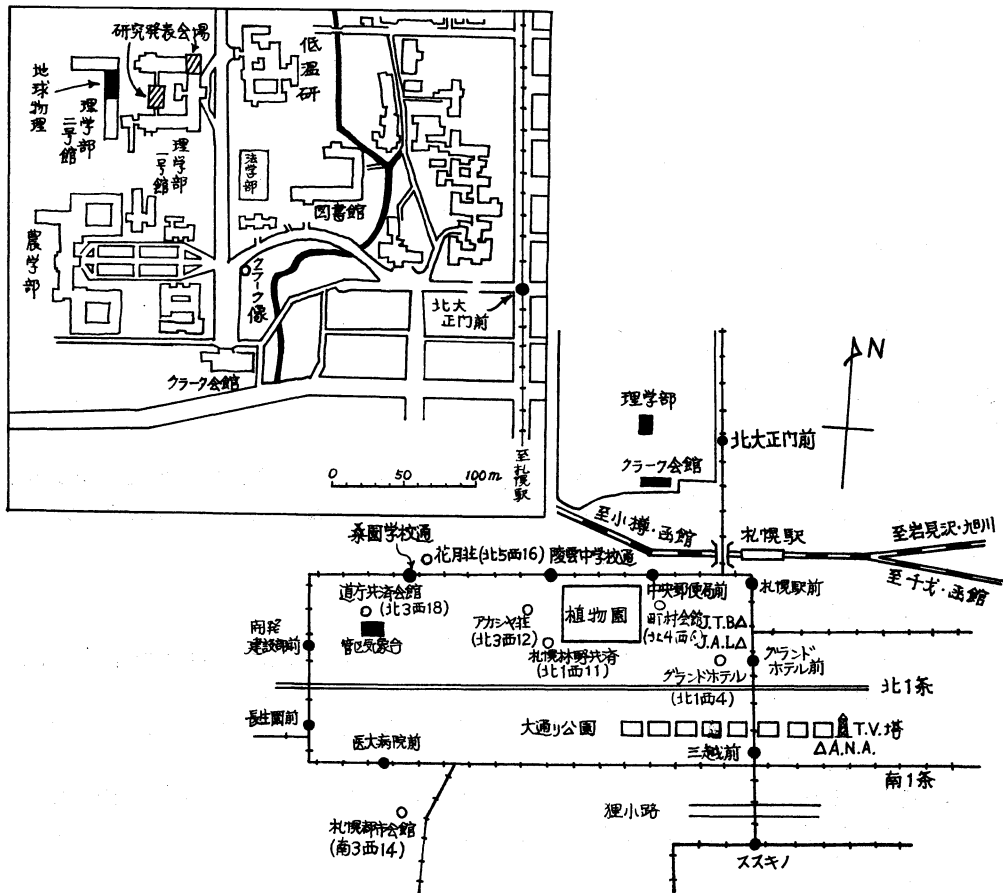 研究発表会場
低温研
地球物理
理学部
二号館
理学部
一号館
法学部
図書館
農学部
クラーク像
北大
正門前
クラーク会館
0 50 100m
至札幌駅
N
理学部
北大正門前
クラーク会館
至小樽・函館
札幌駅
至岩見沢・旭川
至千才・函館
桑園学校通
花月荘(北5西16)
陵雲中学校通
中央郵便局前
札幌駅前
道庁共済会館
(北3西18)
管区気象台
開発
建設部前
アカシヤ荘
(北3西12)
植物園
町村会館
(北4西6)
J.T.B△
J.A.L△
札幌林野共済
(北1西11)
グランドホテル
(北1西4)
グランド
ホテル前
北1条
長生園前
大通り公園
T.V.塔
△A.N.A.
医大病院前
三越前
南1条
狸小路
札幌都市会館
(南3西14)
ススキノ